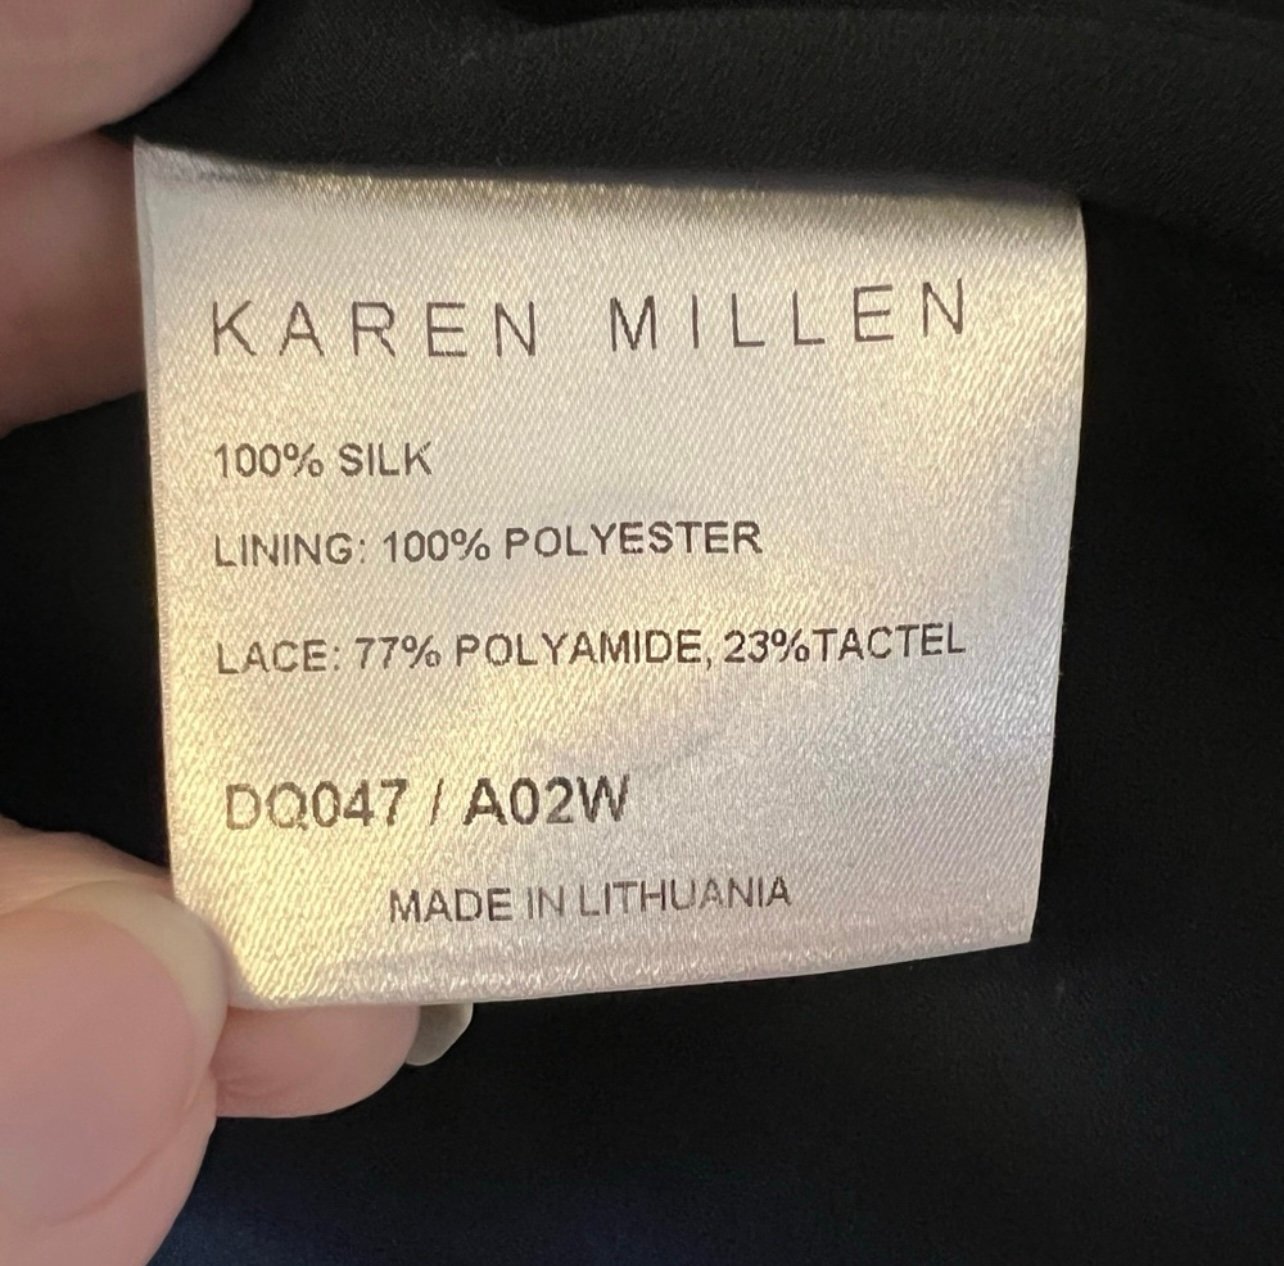 KAREN MILLEN
100% SILK
LINING: 100% POLYESTER
LACE: 77% POLYAMIDE, 23%TACTEL
DQ047 / A02W
MADE IN LITHUANIA